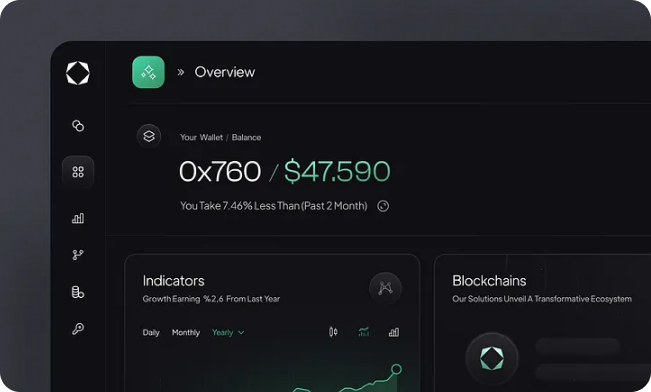 » Overview
Your Wallet / Balance
0x760 / $47.590
You Take 7.46% Less Than (Past 2 Month)
Indicators
Growth Earning %2,6 From Last Year
Daily Monthly Yearly
Blockchains
Our Solutions Unveil A Transformative Ecosystem